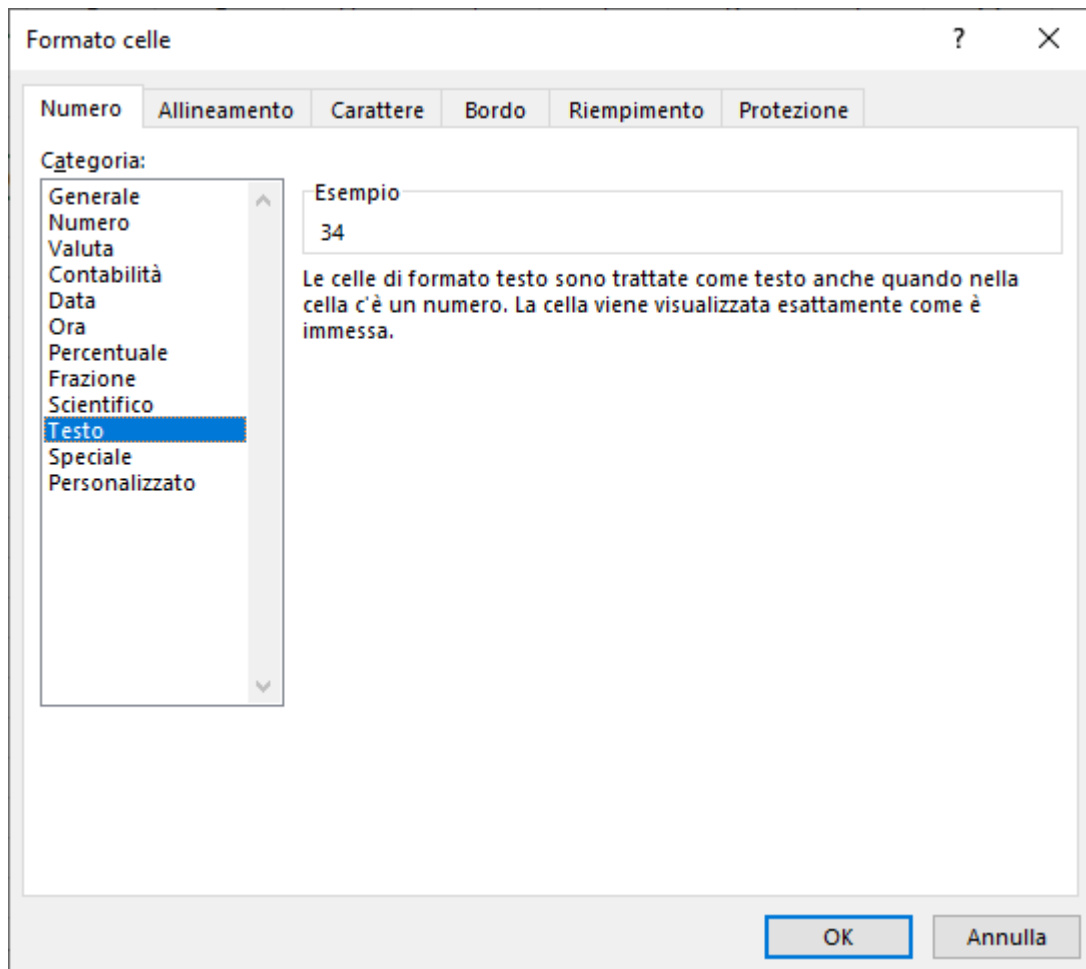 Formato celle
?
Numero Allineamento Carattere Bordo Riempimento Protezione
Categoria:
Generale
Numero
Valuta
Contabilità
Data
Ora
Percentuale
Frazione
Scientifico
Testo
Speciale
Personalizzato
Esempio
34
Le celle di formato testo sono trattate come testo anche quando nella
cella c'è un numero. La cella viene visualizzata esattamente come è
immessa.
OK Annulla